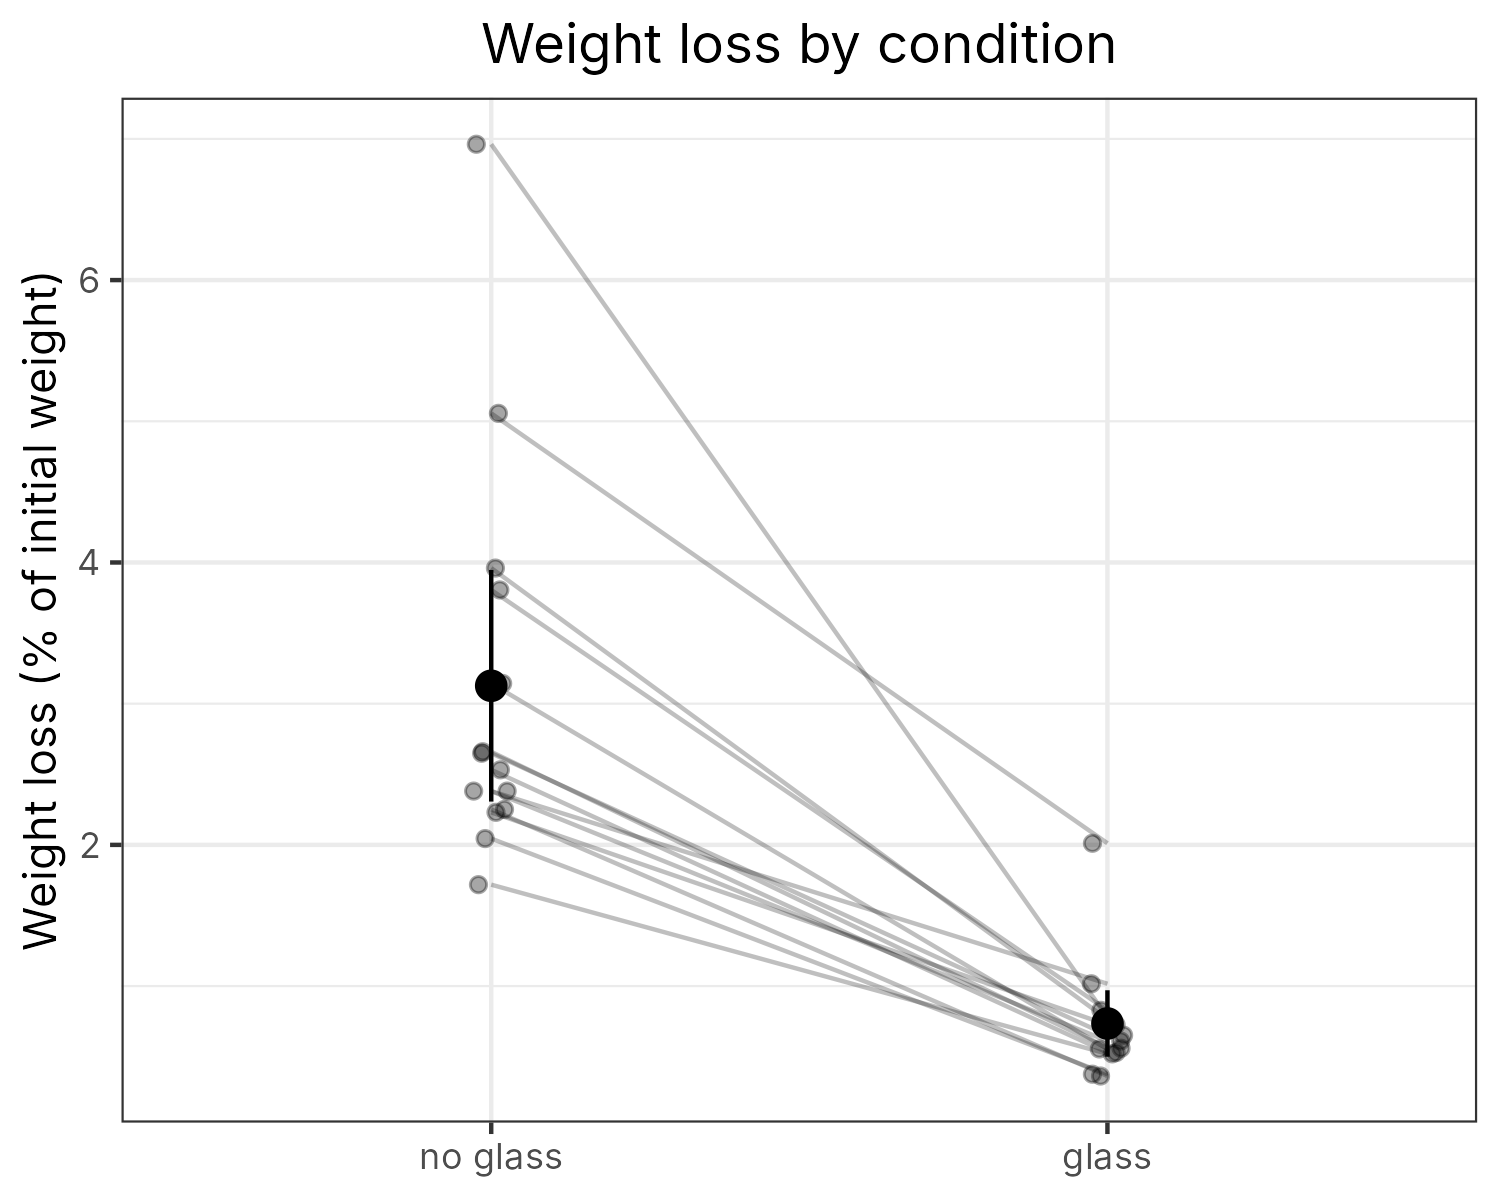 Weight loss by condition
Weight loss (% of initial weight)
6
4
2
no glass
glass